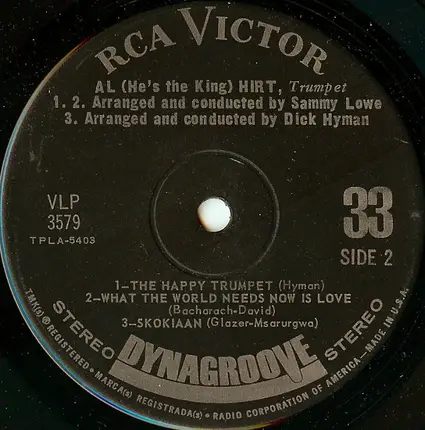 RCA VICTOR
AL (He's the King) HIRT, Trumpet
1. 2. Arranged and conducted by Sammy Lowe
3. Arranged and conducted by Dick Hyman
VLP
3579
TPLA-5403
33
SIDE 2
1—THE HAPPY TRUMPET (Hyman)
2—WHAT THE WORLD NEEDS NOW IS LOVE
(Bacharach-David)
3—SKOKIAAN (Glazer-Msarurgwa)
STEREO
DYNAGROOVE
STEREO
TMK(s) ® REGISTERED • MARCA(s) REGISTRADA(s) • RADIO CORPORATION OF AMERICA—MADE IN U.S.A.